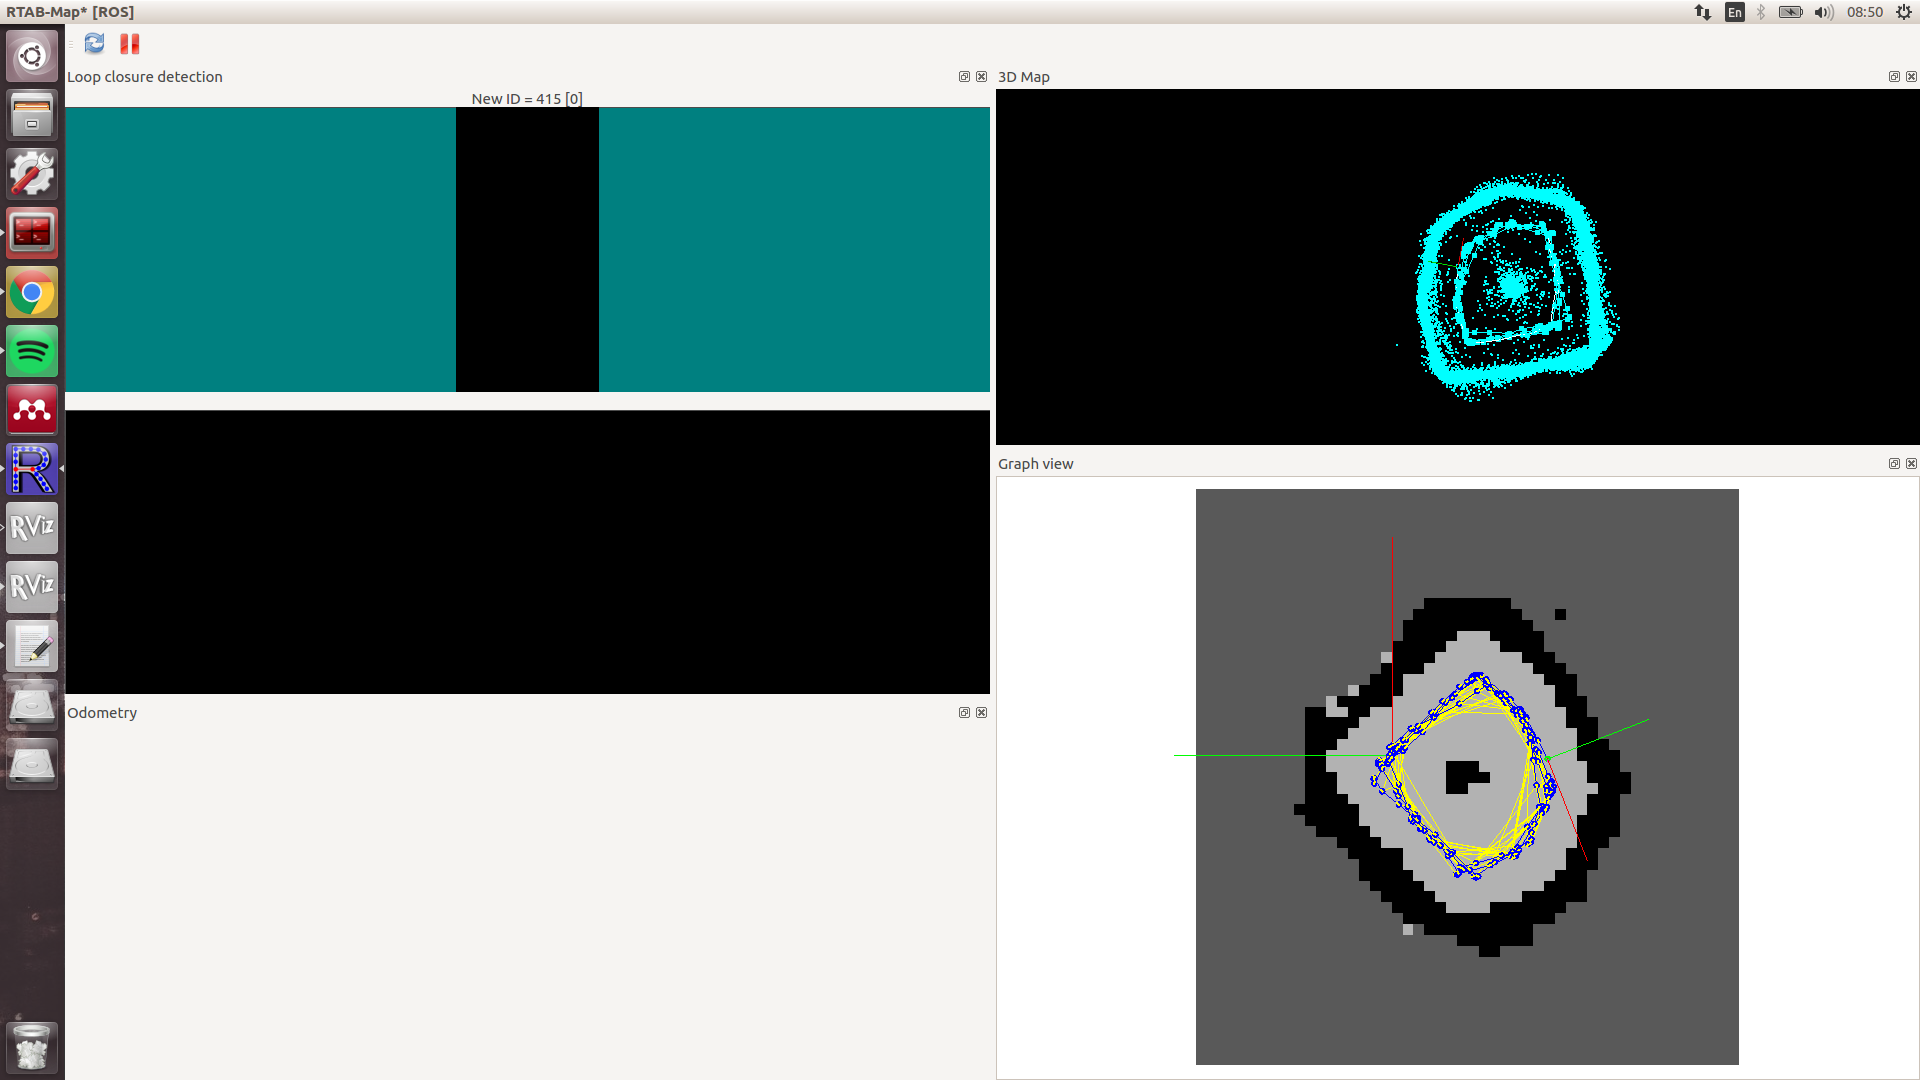 RTAB-Map* [ROS]
En
08:50
Loop closure detection
New ID = 415 [0]
3D Map
Graph view
Odometry
R
RViz
RViz